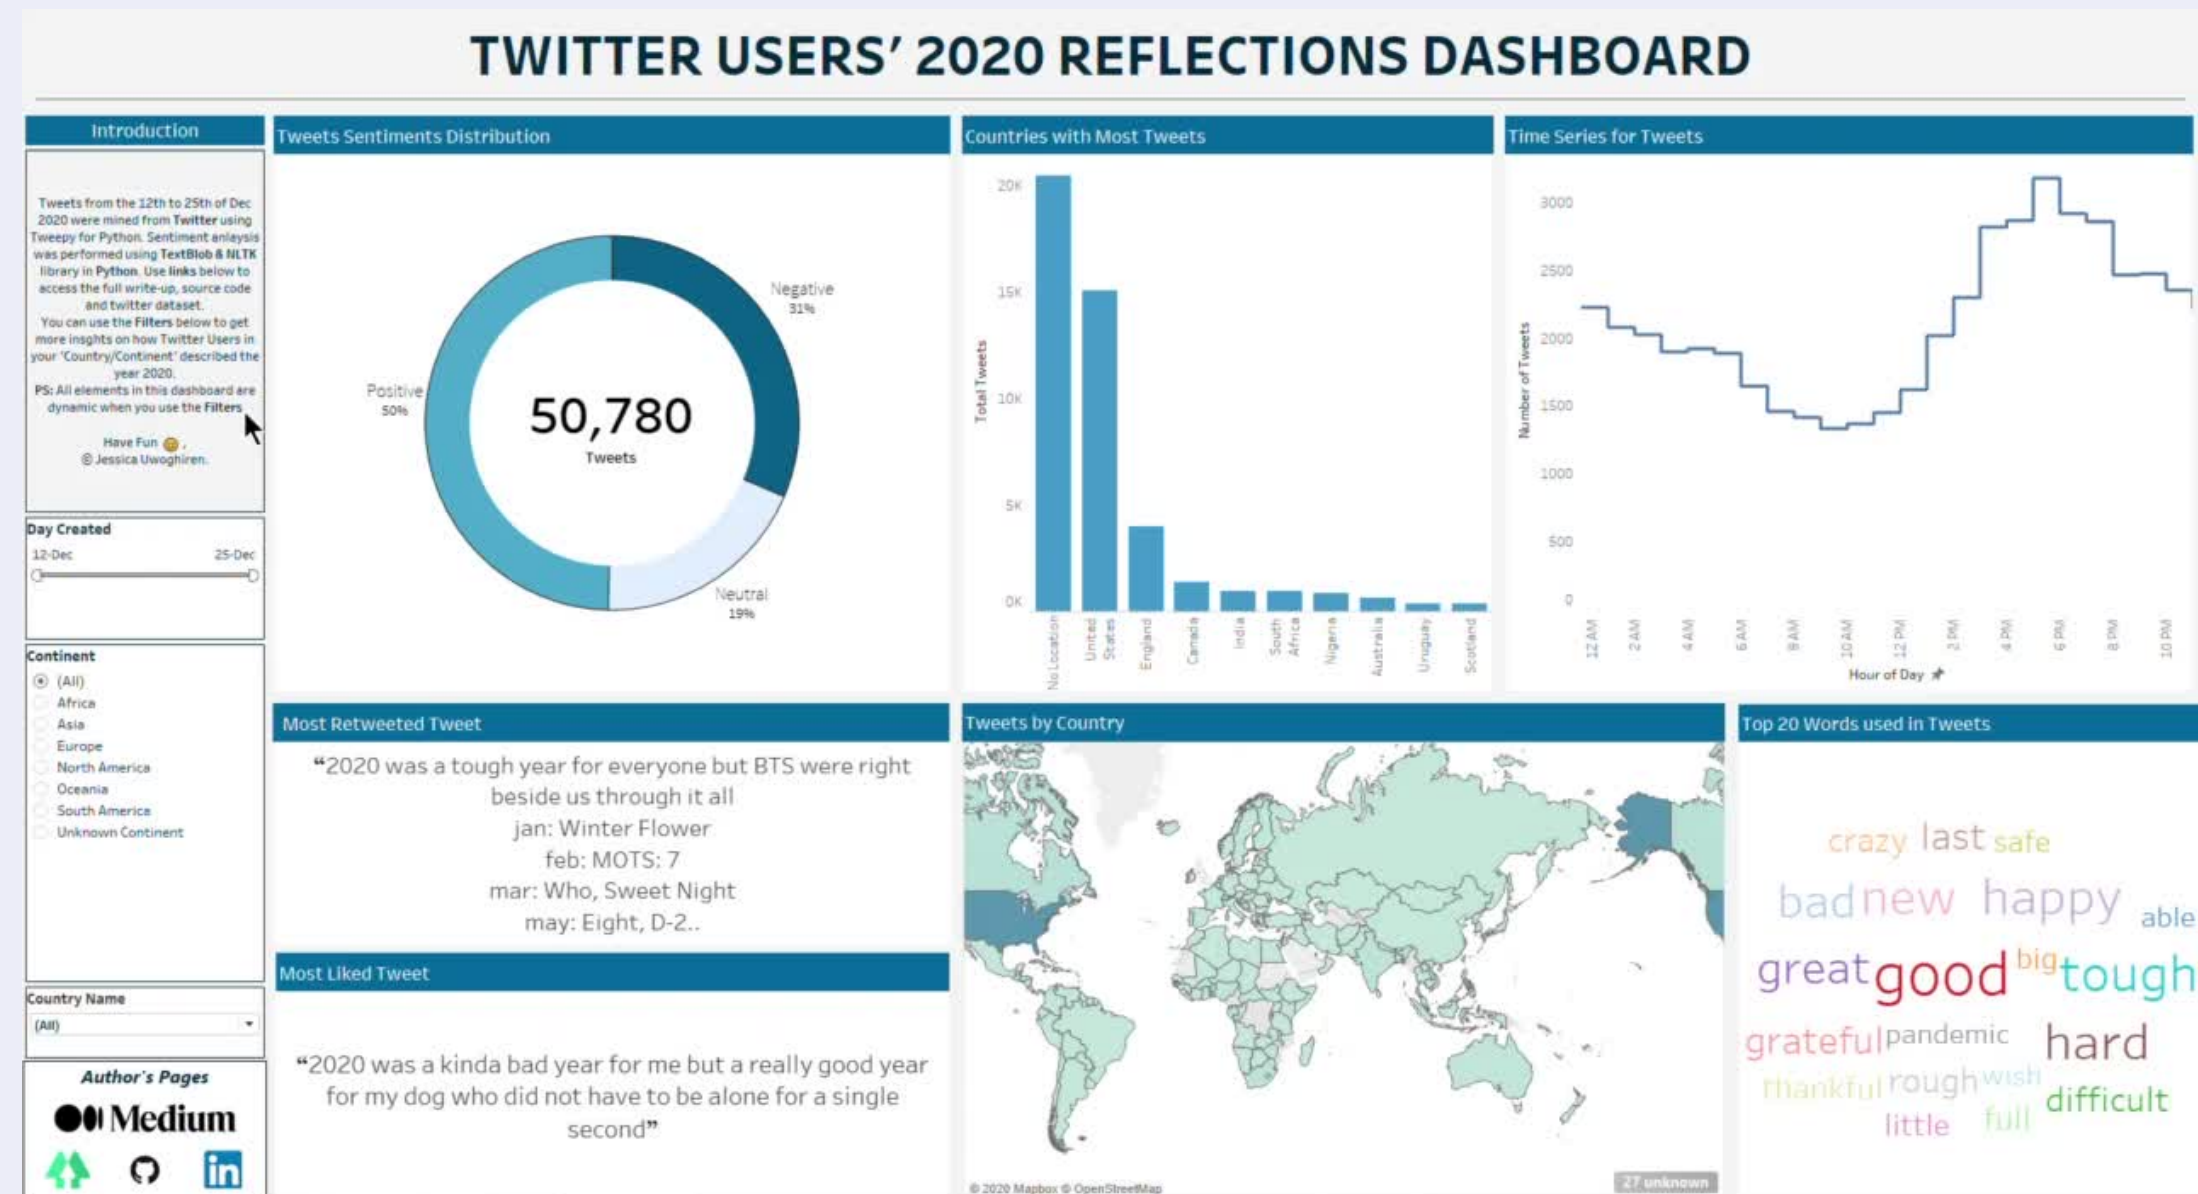 TWITTER USERS’ 2020 REFLECTIONS DASHBOARD
Introduction
Tweets from the 12th to 25th of Dec
2020 were mined from Twitter using
Tweepy for Python. Sentiment anlaysis
was performed using TextBlob & NLTK
library in Python. Use links below to
access the full write-up, source code
and twitter dataset.
You can use the Filters below to get
more insghts on how Twitter Users in
your 'Country/Continent' described the
year 2020.
PS: All elements in this dashboard are
dynamic when you use the Filters
Have Fun 😊 ,
© Jessica Uwoghiren.
Day Created
12-Dec 25-Dec
Continent
(All)
Africa
Asia
Europe
North America
Oceania
South America
Unknown Continent
Country Name
(All)
Author's Pages
Medium
in
Tweets Sentiments Distribution
Negative
31%
Positive
50%
50,780
Tweets
Neutral
19%
Countries with Most Tweets
Total Tweets
20K
15K
10K
5K
0K
No Location
United
States
England
Canada
India
South
Africa
Nigeria
Australia
Uruguay
Scotland
Time Series for Tweets
Number of Tweets
3000
2500
2000
1500
1000
500
0
12 AM
2 AM
4 AM
6 AM
8 AM
10 AM
12 PM
2 PM
4 PM
6 PM
8 PM
10 PM
Hour of Day
Most Retweeted Tweet
“2020 was a tough year for everyone but BTS were right
beside us through it all
jan: Winter Flower
feb: MOTS: 7
mar: Who, Sweet Night
may: Eight, D-2..
Most Liked Tweet
“2020 was a kinda bad year for me but a really good year
for my dog who did not have to be alone for a single
second”
Tweets by Country
© 2020 Mapbox © OpenStreetMap
27 unknown
Top 20 Words used in Tweets
crazy last safe
bad new happy able
great good big tough
grateful pandemic hard
thankful rough wish difficult
little full